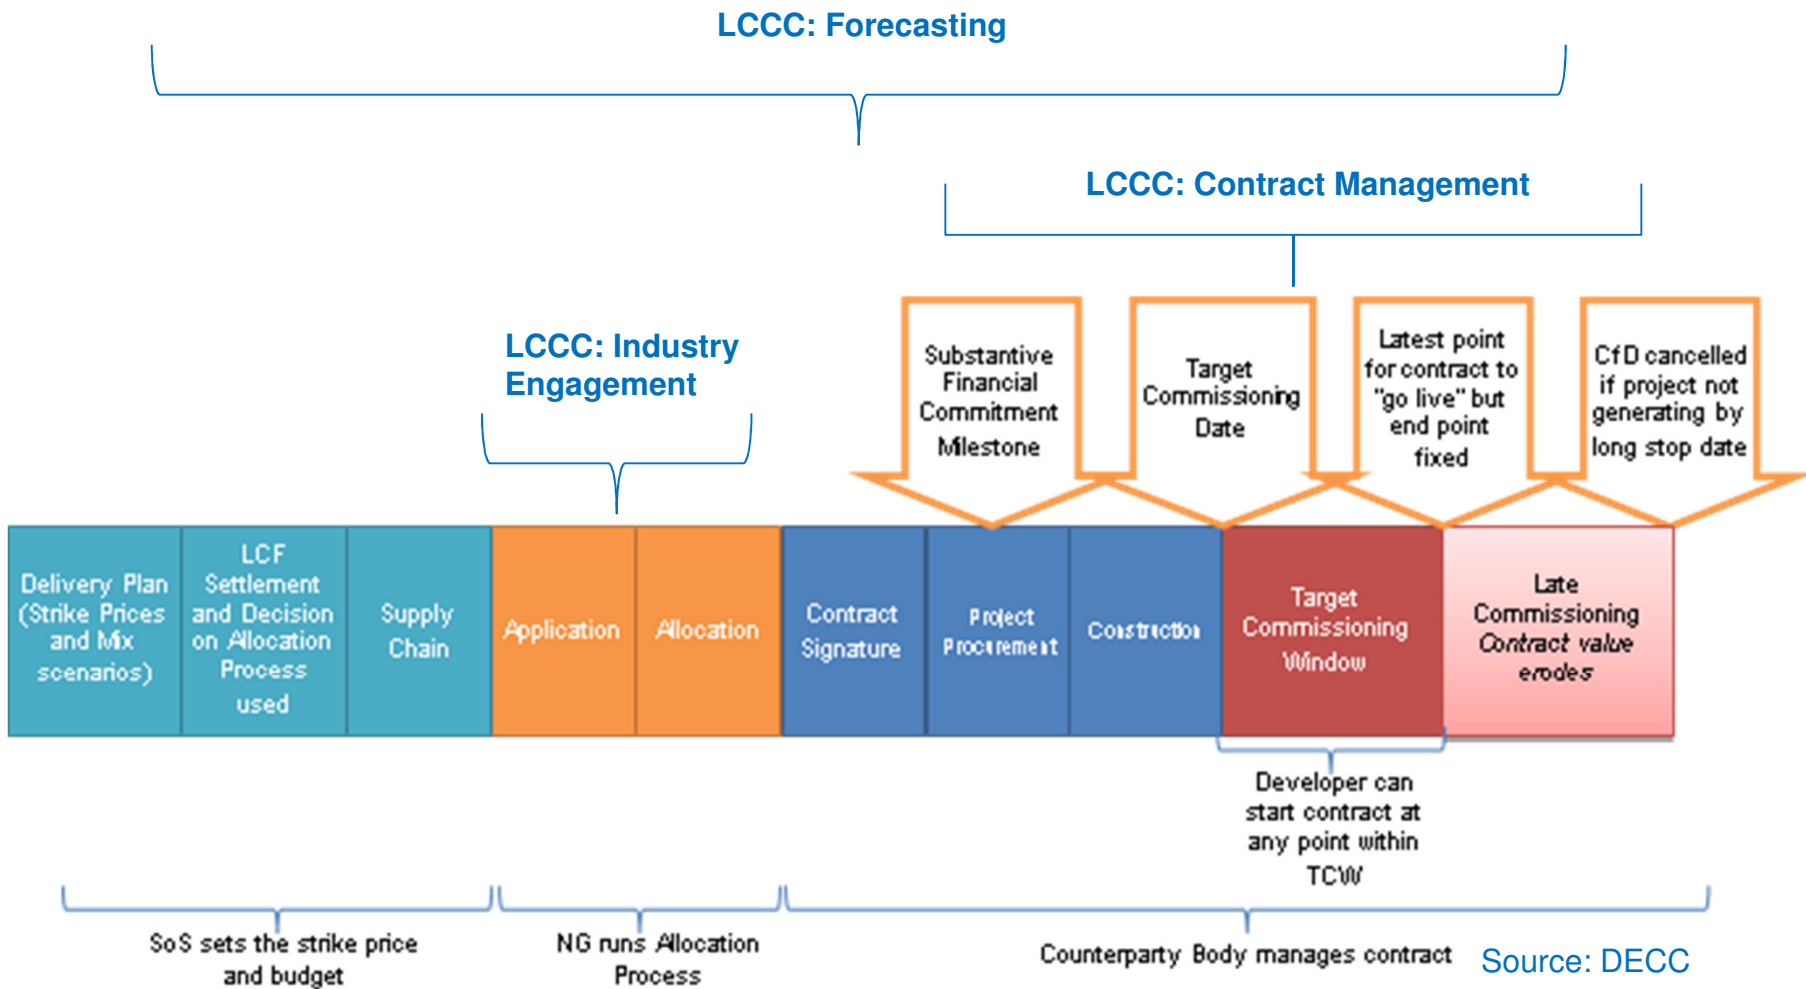 LCCC: Forecasting
LCCC: Contract Management
LCCC: Industry
Engagement
Substantive
Financial
Commitment
Milestone
Target
Commissioning
Date
Latest point
for contract to
"go live" but
end point
fixed
CfD cancelled
if project not
generating by
long stop date
Delivery Plan
(Strike Prices
and Mix
scenarios)
LCF
Settlement
and Decision
on Allocation
Process
used
Supply
Chain
Application
Allocation
Contract
Signature
Project
Procurement
Construction
Target
Commissioning
Window
Late
Commissioning
Contract value
erodes
Developer can
start contract at
any point within
TCW
SoS sets the strike price
and budget
NG runs Allocation
Process
Counterparty Body manages contract
Source: DECC